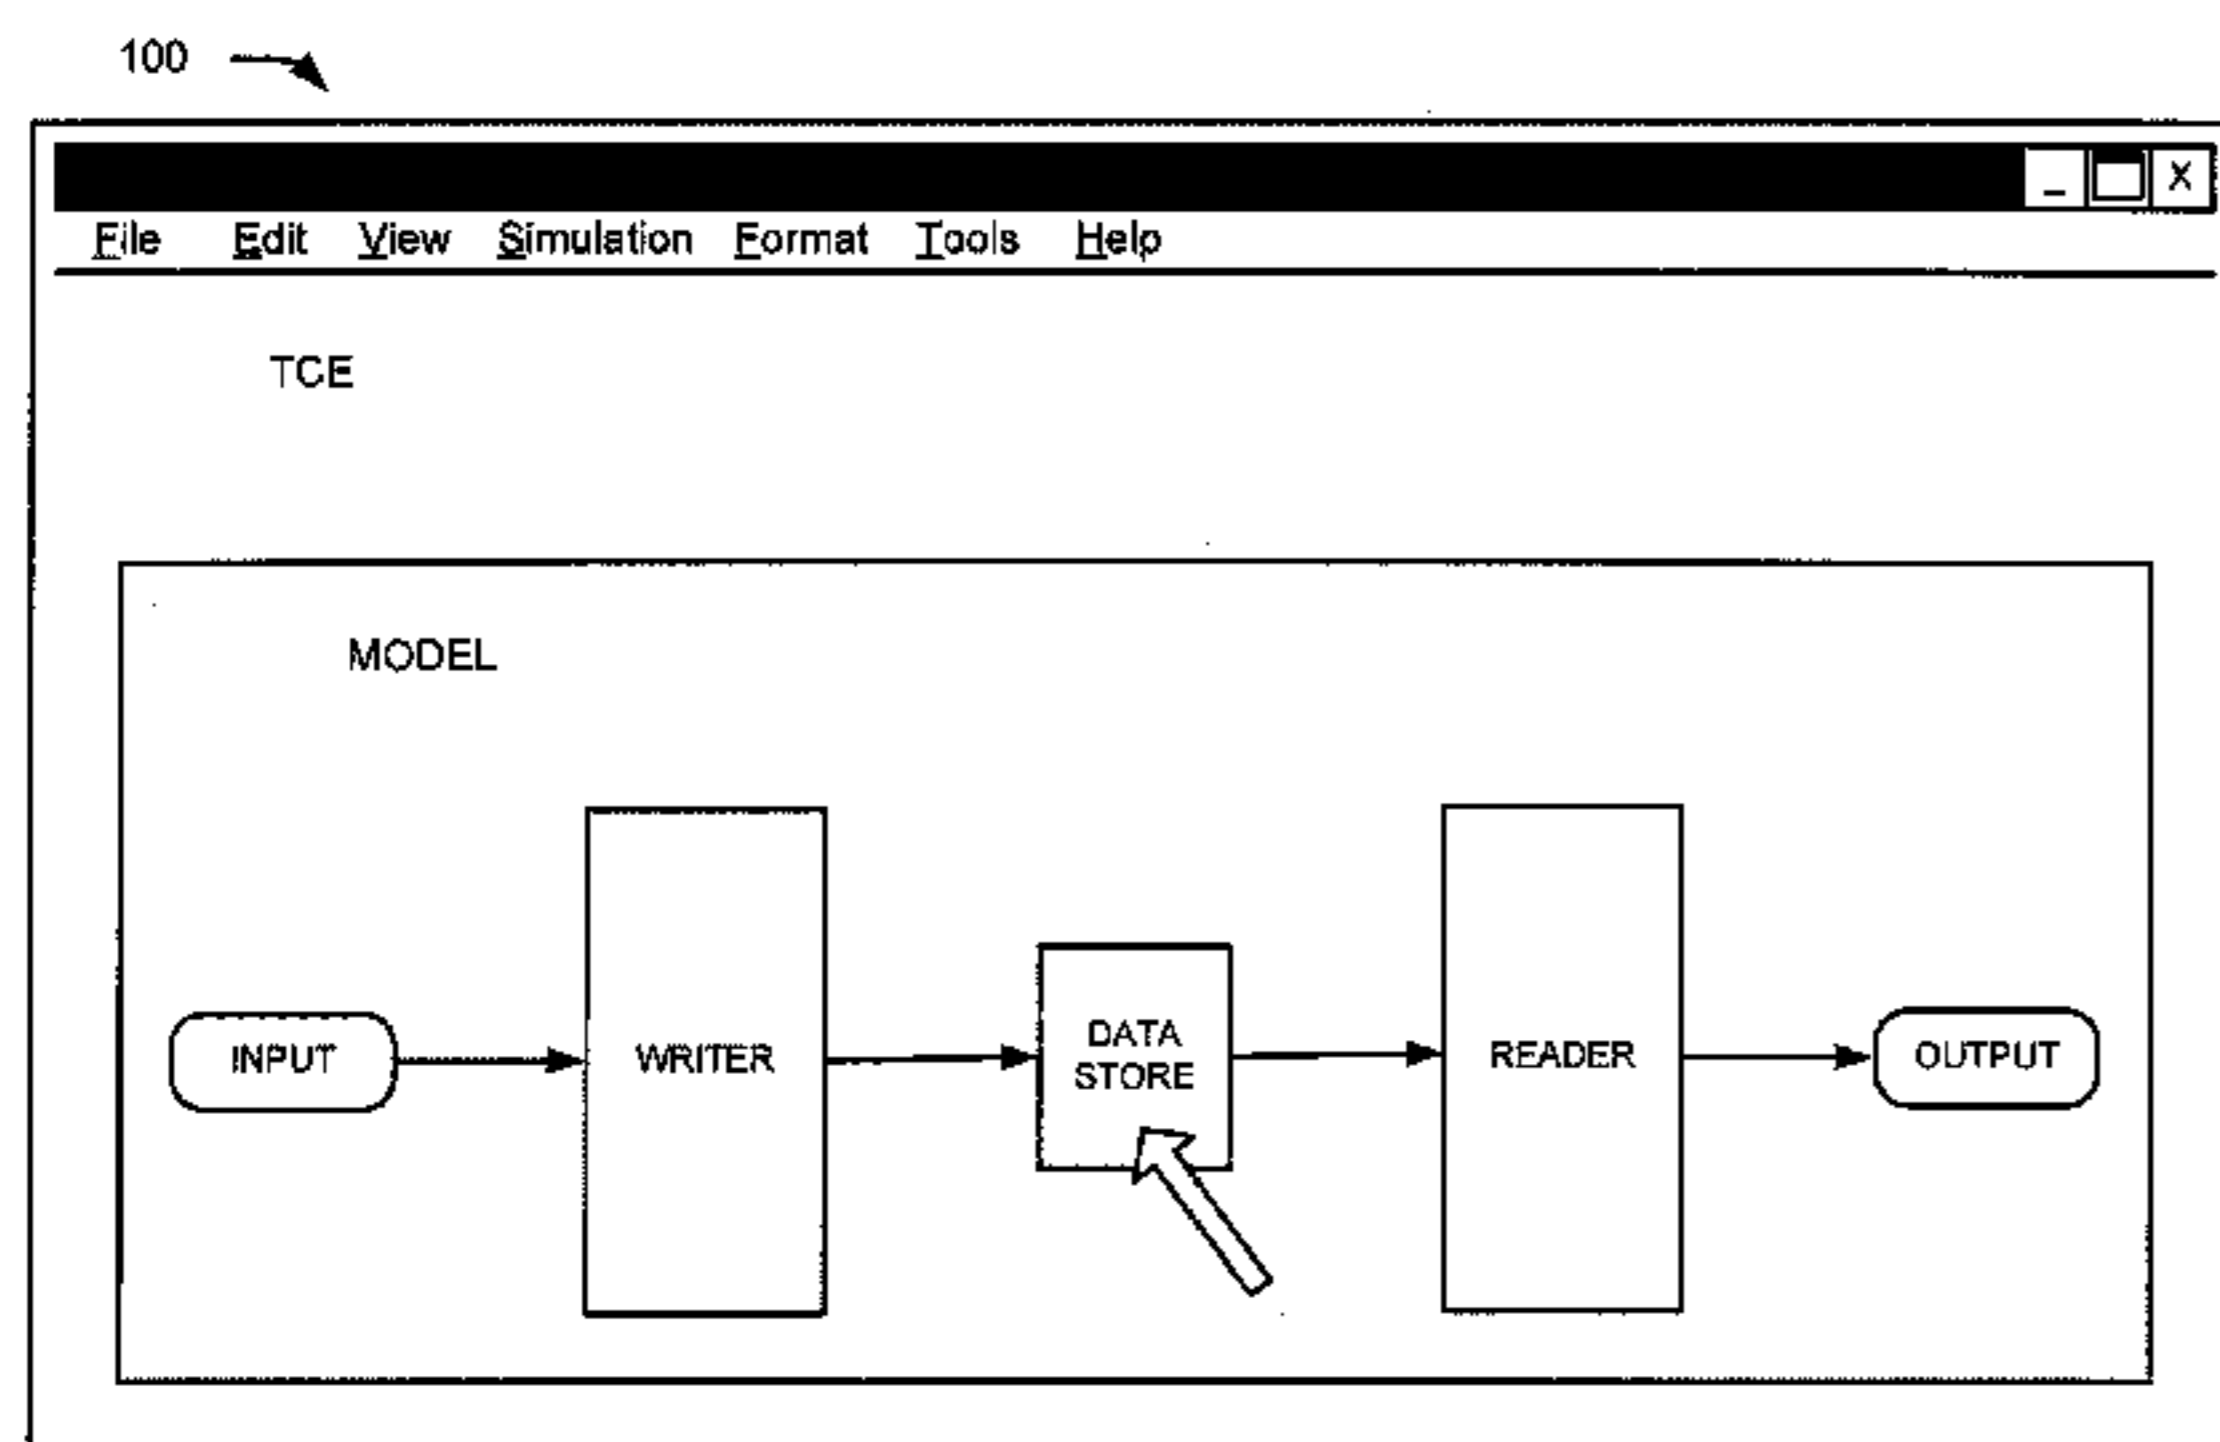 100
_ X
File Edit View Simulation Format Tools Help
TCE
MODEL
INPUT
WRITER
DATA
STORE
READER
OUTPUT